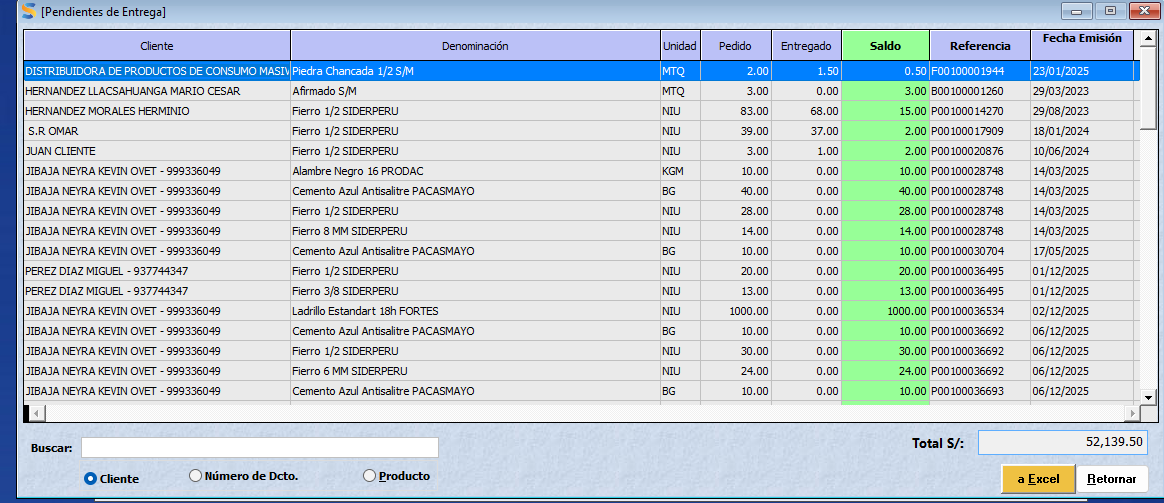 [Pendientes de Entrega]
Cliente Denominación Unidad Pedido Entregado Saldo Referencia Fecha Emisión
DISTRIBUIDORA DE PRODUCTOS DE CONSUMO MASIV Piedra Chancada 1/2 S/M MTQ 2.00 1.50 0.50 F00100001944 23/01/2025
HERNANDEZ LLACSAHUANGA MARIO CESAR Afirmado S/M MTQ 3.00 0.00 3.00 B00100001260 29/03/2023
HERNANDEZ MORALES HERMINIO Fierro 1/2 SIDERPERU NIU 83.00 68.00 15.00 P00100014270 29/08/2023
S.R OMAR Fierro 1/2 SIDERPERU NIU 39.00 37.00 2.00 P00100017909 18/01/2024
JUAN CLIENTE Fierro 1/2 SIDERPERU NIU 3.00 1.00 2.00 P00100020876 10/06/2024
JIBAJA NEYRA KEVIN OVET - 999336049 Alambre Negro 16 PRODAC KGM 10.00 0.00 10.00 P00100028748 14/03/2025
JIBAJA NEYRA KEVIN OVET - 999336049 Cemento Azul Antisalitre PACASMAYO BG 40.00 0.00 40.00 P00100028748 14/03/2025
JIBAJA NEYRA KEVIN OVET - 999336049 Fierro 1/2 SIDERPERU NIU 28.00 0.00 28.00 P00100028748 14/03/2025
JIBAJA NEYRA KEVIN OVET - 999336049 Fierro 8 MM SIDERPERU NIU 14.00 0.00 14.00 P00100028748 14/03/2025
JIBAJA NEYRA KEVIN OVET - 999336049 Cemento Azul Antisalitre PACASMAYO BG 10.00 0.00 10.00 P00100030704 17/05/2025
PEREZ DIAZ MIGUEL - 937744347 Fierro 1/2 SIDERPERU NIU 20.00 0.00 20.00 P00100036495 01/12/2025
PEREZ DIAZ MIGUEL - 937744347 Fierro 3/8 SIDERPERU NIU 13.00 0.00 13.00 P00100036495 01/12/2025
JIBAJA NEYRA KEVIN OVET - 999336049 Ladrillo Estandart 18h FORTES NIU 1000.00 0.00 1000.00 P00100036534 02/12/2025
JIBAJA NEYRA KEVIN OVET - 999336049 Cemento Azul Antisalitre PACASMAYO BG 10.00 0.00 10.00 P00100036692 06/12/2025
JIBAJA NEYRA KEVIN OVET - 999336049 Fierro 1/2 SIDERPERU NIU 30.00 0.00 30.00 P00100036692 06/12/2025
JIBAJA NEYRA KEVIN OVET - 999336049 Fierro 6 MM SIDERPERU NIU 24.00 0.00 24.00 P00100036692 06/12/2025
JIBAJA NEYRA KEVIN OVET - 999336049 Cemento Azul Antisalitre PACASMAYO BG 10.00 0.00 10.00 P00100036693 06/12/2025
Buscar: Total S/: 52,139.50
Cliente Número de Dcto. Producto a Excel Retornar